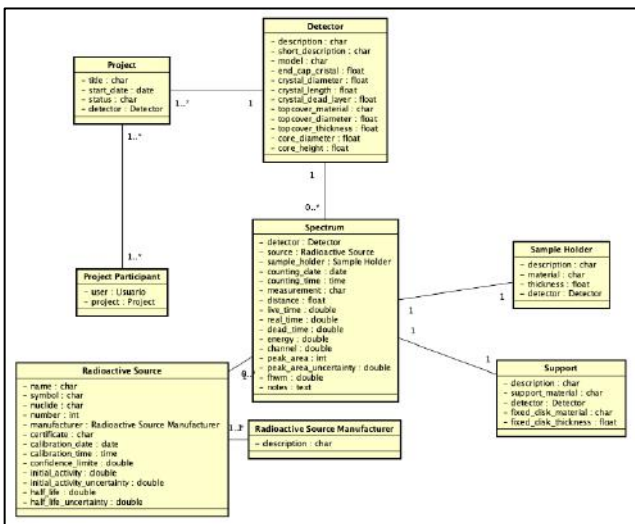 Detector
- description : char
- short_description : char
- model : char
- end_cap_cristal : float
- crystal_diameter : float
- crystal_length : float
- crystal_dead_layer : float
- topcover_material : char
- topcover_diameter : float
- topcover_thickness : float
- core_diameter : float
- core_height : float
Project
- title : char
- start_date : date
- status : char
- detector : Detector
1..*
1
1..*
1
0..*
1..*
Project Participant
- user : Usuario
- project : Project
Spectrum
- detector : Detector
- source : Radioactive Source
- sample_holder : Sample Holder
- counting_date : date
- counting_time : time
- measurement : char
- distance : float
- live_time : double
- real_time : double
- dead_time : double
- energy : double
- channel : double
- peak_area : int
- peak_area_uncertainty : double
- fhwm : double
- notes : text
Sample Holder
- description : char
- material : char
- thickness : float
- detector : Detector
1
1
1
1
Support
- description : char
- support_material : char
- detector : Detector
- fixed_disk_material : char
- fixed_disk_thickness : float
0..*
Radioactive Source
- name : char
- symbol : char
- nuclide : char
- number : int
- manufacturer : Radioactive Source Manufacturer
- certificate : char
- calibration_date : date
- calibration_time : time
- confidence_limite : double
- initial_activity : double
- initial_activity_uncertainty : double
- half_life : double
- half_life_uncertainty : double
Radioactive Source Manufacturer
- description : char